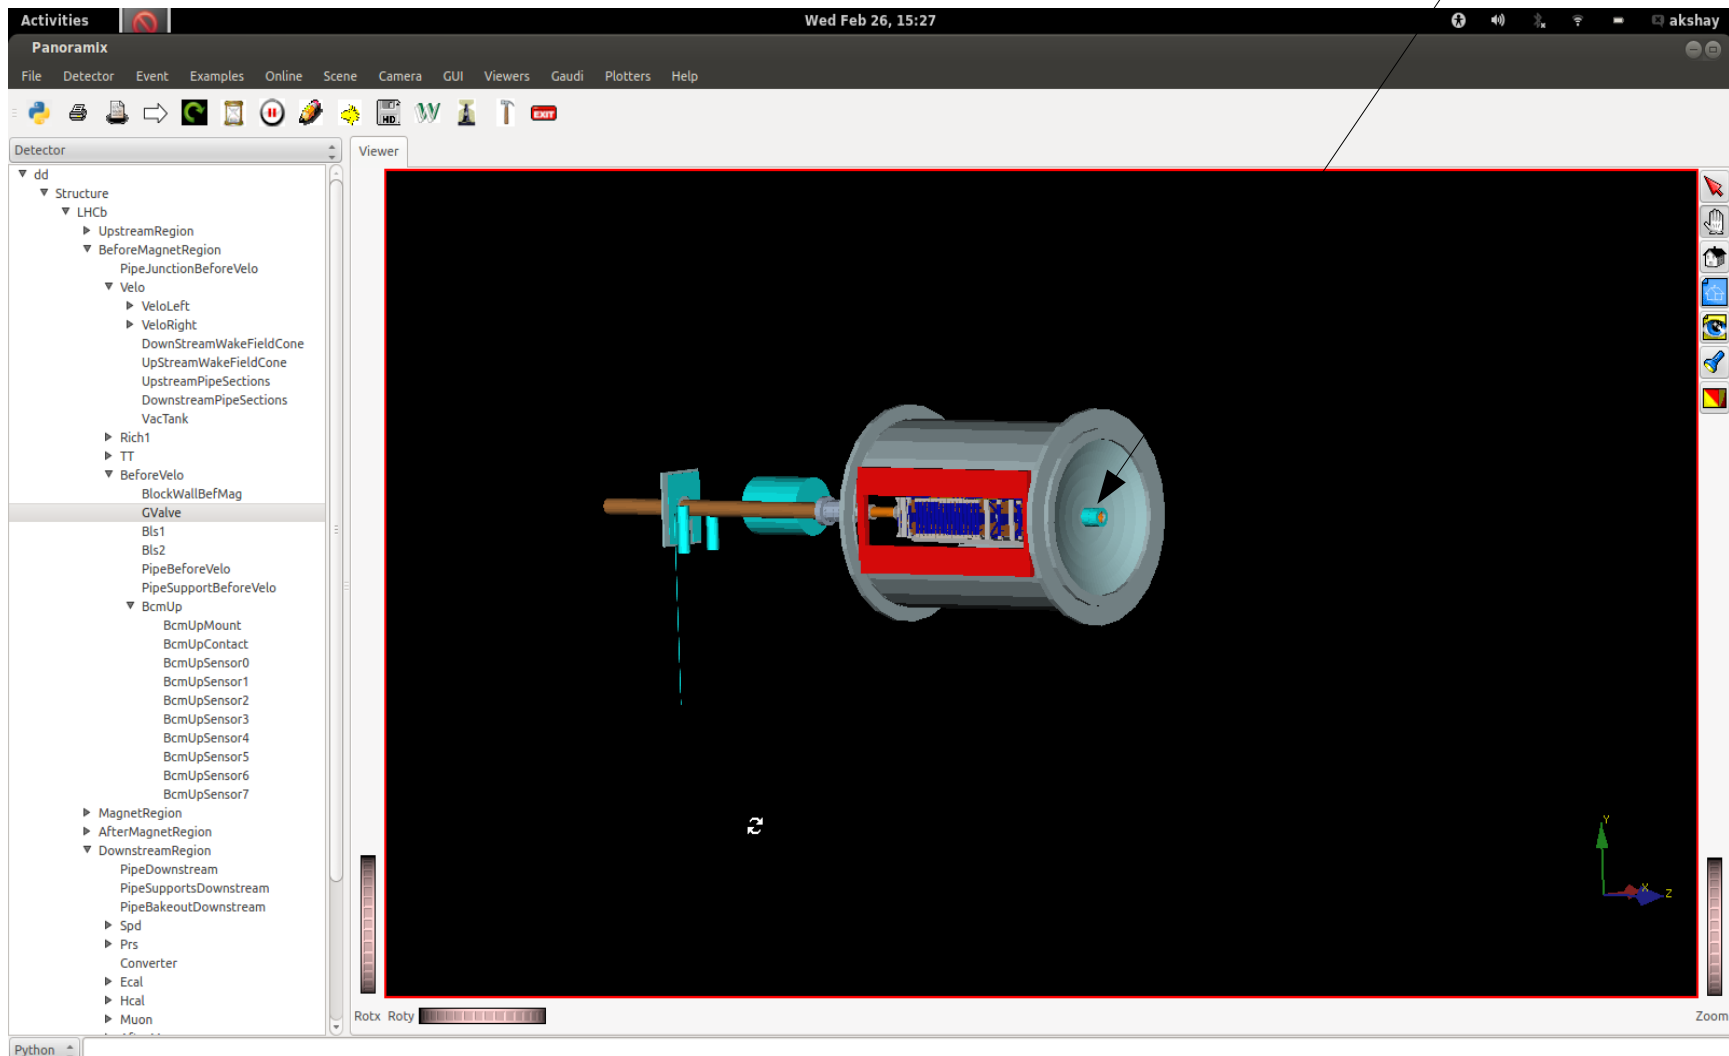 Activities
Wed Feb 26, 15:27
akshay
Panoramix
File Detector Event Examples Online Scene Camera GUI Viewers Gaudi Plotters Help
HD
W
EXIT
Detector
Viewer
dd
Structure
LHCb
UpstreamRegion
BeforeMagnetRegion
PipeJunctionBeforeVelo
Velo
VeloLeft
VeloRight
DownStreamWakeFieldCone
UpStreamWakeFieldCone
UpstreamPipeSections
DownstreamPipeSections
VacTank
Rich1
TT
BeforeVelo
BlockWallBefMag
GValve
Bls1
Bls2
PipeBeforeVelo
PipeSupportBeforeVelo
BcmUp
BcmUpMount
BcmUpContact
BcmUpSensor0
BcmUpSensor1
BcmUpSensor2
BcmUpSensor3
BcmUpSensor4
BcmUpSensor5
BcmUpSensor6
BcmUpSensor7
MagnetRegion
AfterMagnetRegion
DownstreamRegion
PipeDownstream
PipeSupportsDownstream
PipeBakeoutDownstream
Spd
Prs
Converter
Ecal
Hcal
Muon
Y
X
Z
Rotx Roty
Zoom
Python